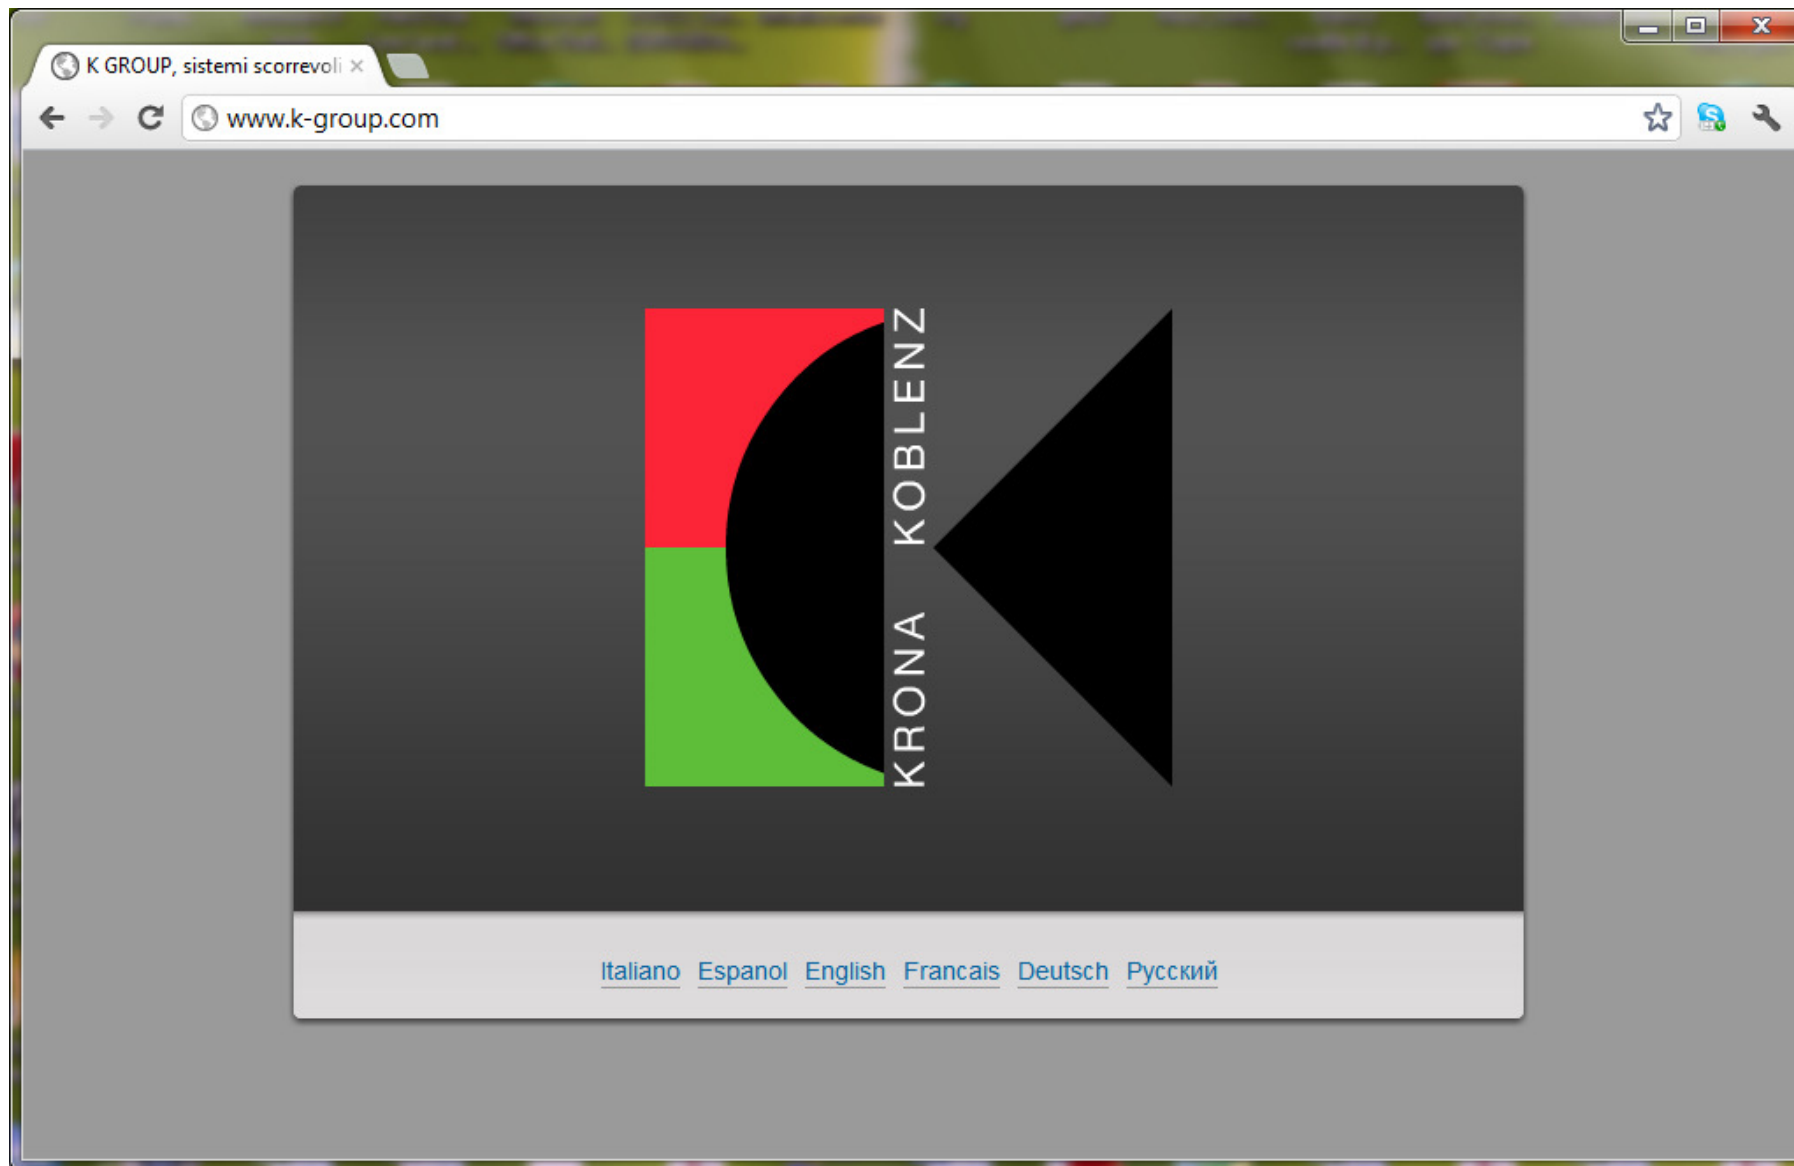 K GROUP, sistemi scorrevoli
www.k-group.com
KRONA KOBLENZ
Italiano Espanol English Francais Deutsch Русский